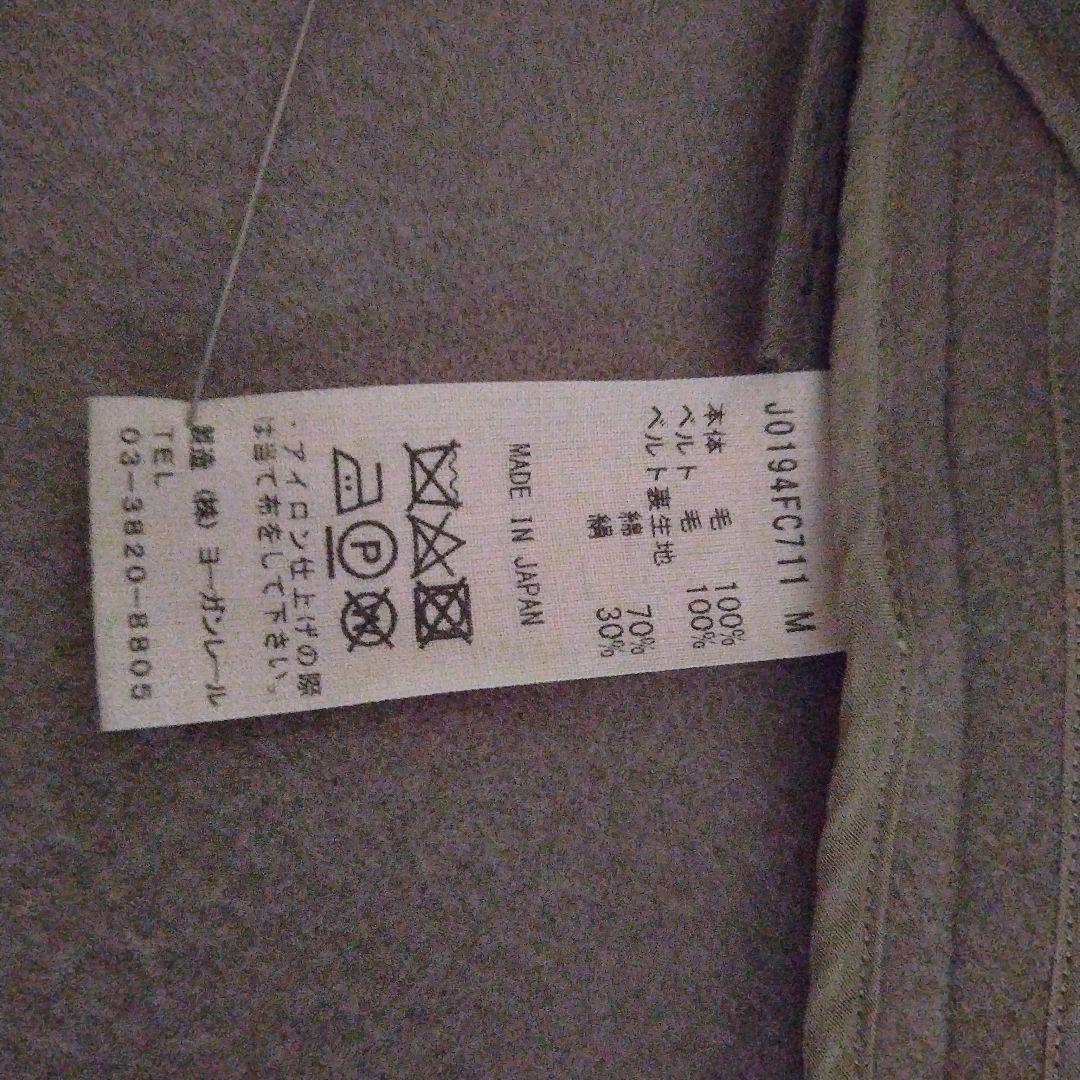 J0194FC711 M
本体 毛 100%
ベルト 毛 100%
ベルト裏生地
綿 70%
絹 30%
MADE IN JAPAN
P
・アイロン仕上げの際
は当て布をして下さい。
製造 (株) ヨーガンレール
TEL
03-3820-8805